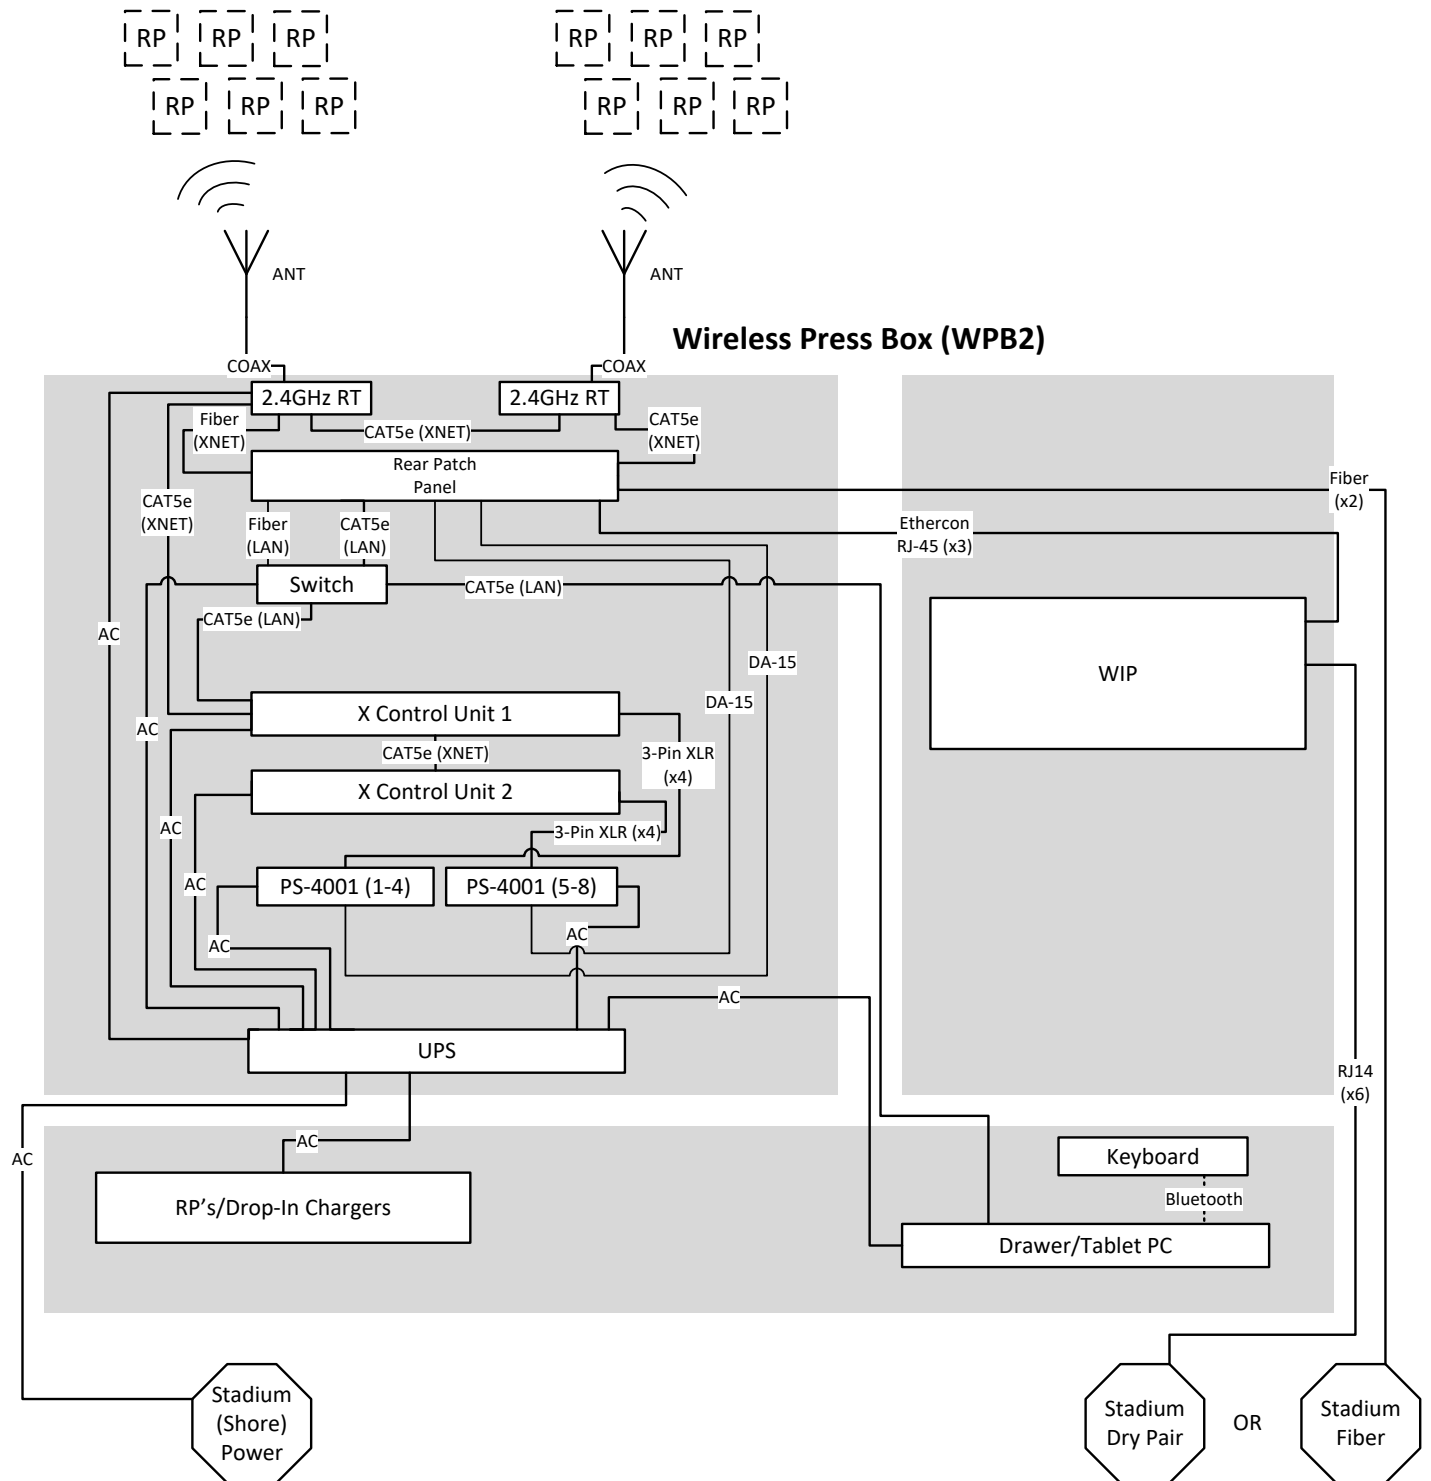 RP RP RP
RP RP RP
RP RP RP
RP RP RP
ANT
ANT
Wireless Press Box (WPB2)
COAX
COAX
2.4GHz RT
2.4GHz RT
Fiber
(XNET)
CAT5e (XNET)
CAT5e
(XNET)
Rear Patch
Panel
CAT5e
(XNET)
Fiber
(LAN)
CAT5e
(LAN)
Fiber
(x2)
Ethercon
RJ-45 (x3)
Switch
CAT5e (LAN)
CAT5e (LAN)
AC
DA-15
DA-15
WIP
X Control Unit 1
AC
CAT5e (XNET)
3-Pin XLR
(x4)
X Control Unit 2
AC
3-Pin XLR (x4)
AC
PS-4001 (1-4)
PS-4001 (5-8)
AC
AC
AC
UPS
RJ14
(x6)
AC
AC
RP's/Drop-In Chargers
Keyboard
Bluetooth
Drawer/Tablet PC
Stadium
(Shore)
Power
Stadium
Dry Pair
OR
Stadium
Fiber